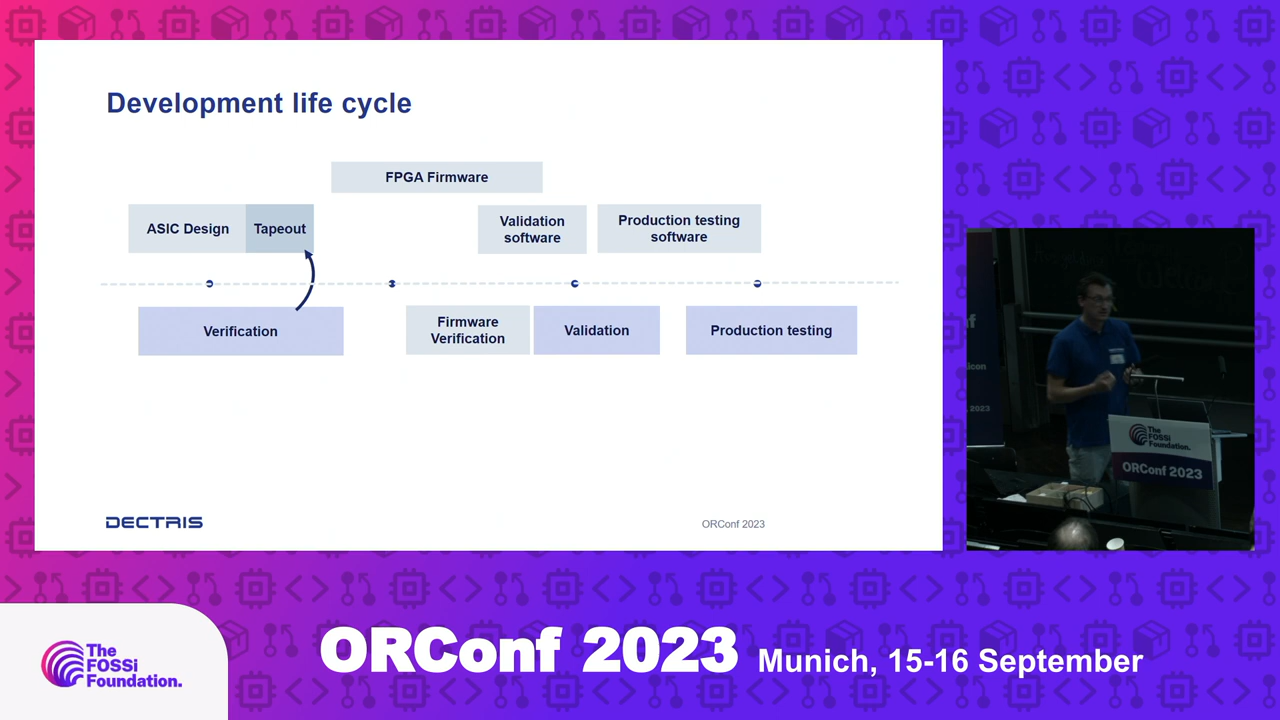 Development life cycle
FPGA Firmware
ASIC Design
Tapeout
Validation
software
Production testing
software
Verification
Firmware
Verification
Validation
Production testing
DECTRIS
ORConf 2023
2023
The
FOSSi
Foundation.
ORConf 2023
The
FOSSi
Foundation.
ORConf 2023 Munich, 15-16 September